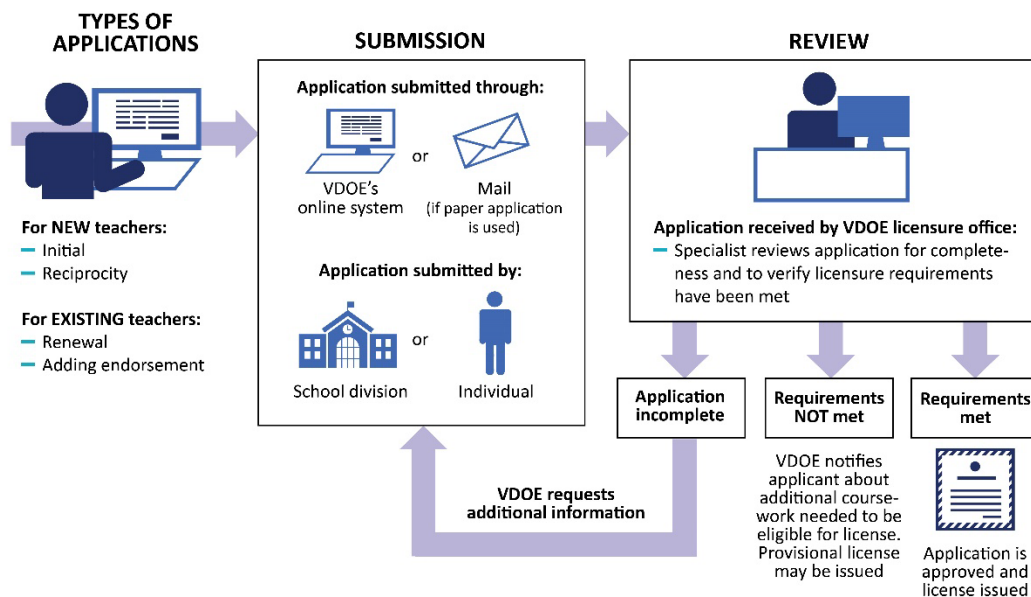 TYPES OF
APPLICATIONS
For NEW teachers:
Initial
Reciprocity
For EXISTING teachers:
Renewal
Adding endorsement
SUBMISSION
Application submitted through:
VDOE's
online system
or
Mail
(if paper application
is used)
Application submitted by:
School division
or
Individual
REVIEW
Application received by VDOE licensure office:
Specialist reviews application for complete-
ness and to verify licensure requirements
have been met
Application
incomplete
VDOE requests
additional information
Requirements
NOT met
VDOE notifies
applicant about
additional course-
work needed to be
eligible for license.
Provisional license
may be issued
Requirements
met
Application is
approved and
license issued